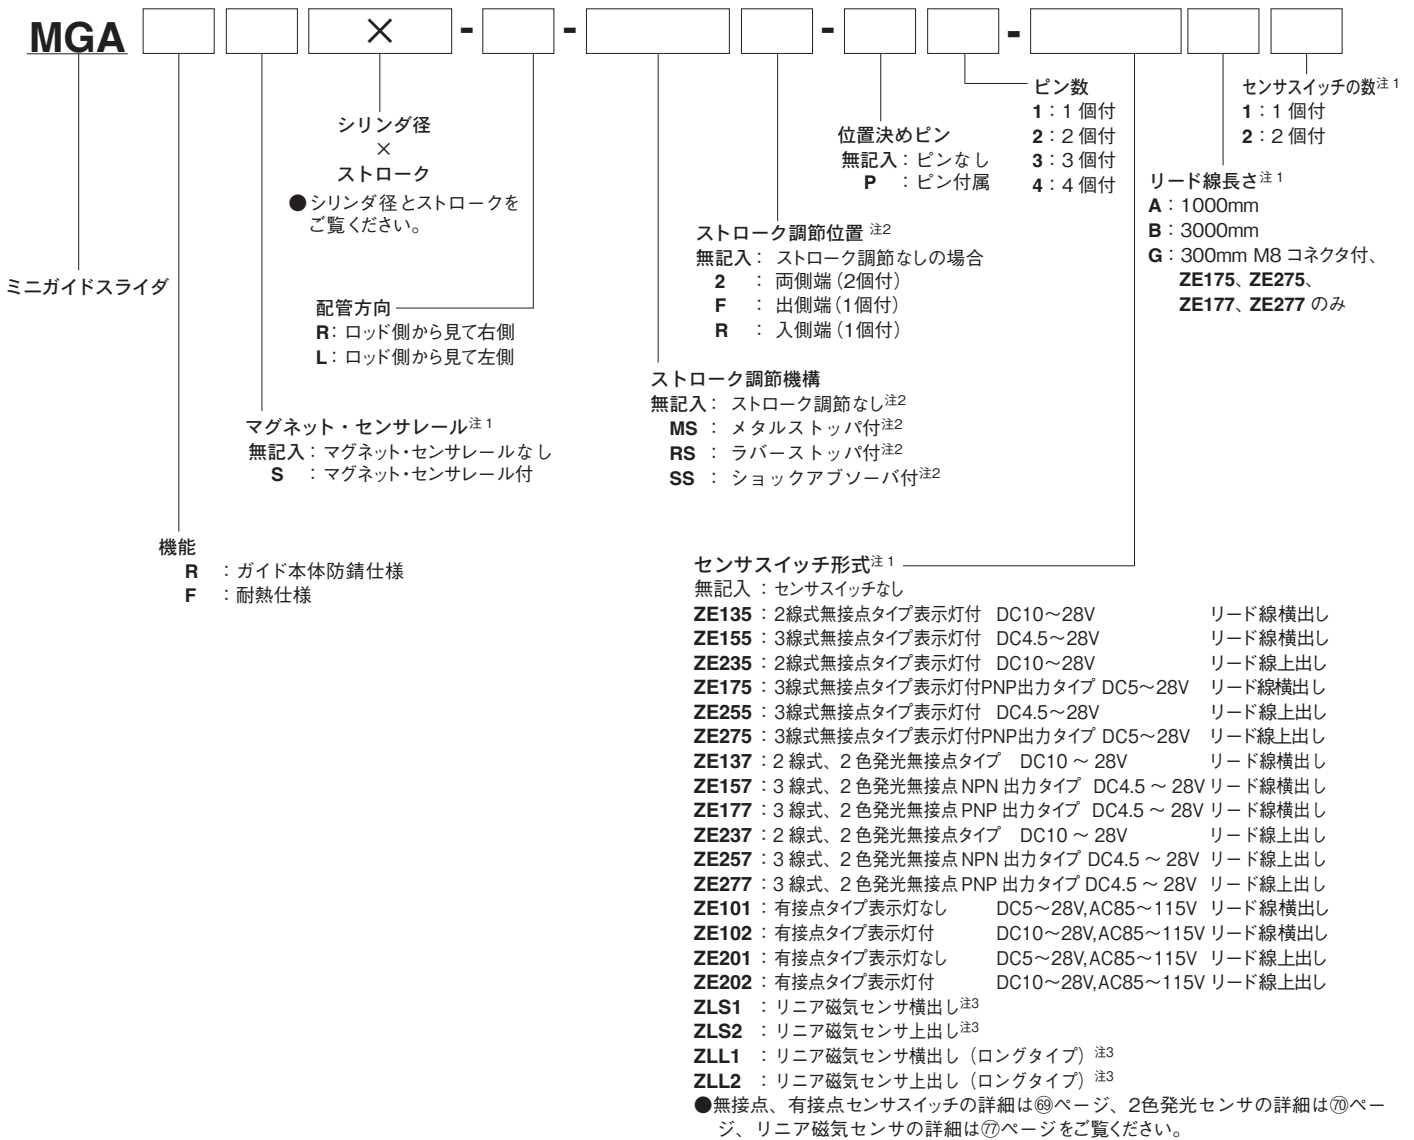 MGA × - - - -
ピン数
1：1 個付
2：2 個付
3：3 個付
4：4 個付
センサスイッチの数注1
1：1 個付
2：2 個付
シリンダ径
×
ストローク
●シリンダ径とストロークを
ご覧ください。
位置決めピン
無記入：ピンなし
P ：ピン付属
リード線長さ注1
A：1000mm
B：3000mm
G：300mm M8 コネクタ付、
ZE175、ZE275、
ZE177、ZE277 のみ
ミニガイドスライダ
ストローク調節位置 注2
無記入： ストローク調節なしの場合
2 ： 両側端（2個付）
F ： 出側端（1個付）
R ： 入側端（1個付）
配管方向
R：ロッド側から見て右側
L：ロッド側から見て左側
ストローク調節機構
無記入： ストローク調節なし注2
MS ： メタルストッパ付注2
RS ： ラバーストッパ付注2
SS ： ショックアブソーバ付注2
マグネット・センサレール注1
無記入：マグネット・センサレールなし
S ：マグネット・センサレール付
機能
R ：ガイド本体防錆仕様
F ：耐熱仕様
センサスイッチ形式注1
無記入：センサスイッチなし
ZE135：2線式無接点タイプ表示灯付 DC10～28V リード線横出し
ZE155：3線式無接点タイプ表示灯付 DC4.5～28V リード線横出し
ZE235：2線式無接点タイプ表示灯付 DC10～28V リード線上出し
ZE175：3線式無接点タイプ表示灯付PNP出力タイプ DC5～28V リード線横出し
ZE255：3線式無接点タイプ表示灯付 DC4.5～28V リード線上出し
ZE275：3線式無接点タイプ表示灯付PNP出力タイプ DC5～28V リード線上出し
ZE137：2 線式、2 色発光無接点タイプ DC10 ～ 28V リード線横出し
ZE157：3 線式、2 色発光無接点 NPN 出力タイプ DC4.5 ～ 28V リード線横出し
ZE177：3 線式、2 色発光無接点 PNP 出力タイプ DC4.5 ～ 28V リード線横出し
ZE237：2 線式、2 色発光無接点タイプ DC10 ～ 28V リード線上出し
ZE257：3 線式、2 色発光無接点 NPN 出力タイプ DC4.5 ～ 28V リード線上出し
ZE277：3 線式、2 色発光無接点 PNP 出力タイプ DC4.5 ～ 28V リード線上出し
ZE101：有接点タイプ表示灯なし DC5～28V,AC85～115V リード線横出し
ZE102：有接点タイプ表示灯付 DC10～28V,AC85～115V リード線横出し
ZE201：有接点タイプ表示灯なし DC5～28V,AC85～115V リード線上出し
ZE202：有接点タイプ表示灯付 DC10～28V,AC85～115V リード線上出し
ZLS1 ：リニア磁気センサ横出し注3
ZLS2 ：リニア磁気センサ上出し注3
ZLL1 ：リニア磁気センサ横出し（ロングタイプ）注3
ZLL2 ：リニア磁気センサ上出し（ロングタイプ）注3
●無接点、有接点センサスイッチの詳細は69ページ、2色発光センサの詳細は70ペー
ジ、リニア磁気センサの詳細は77ページをご覧ください。